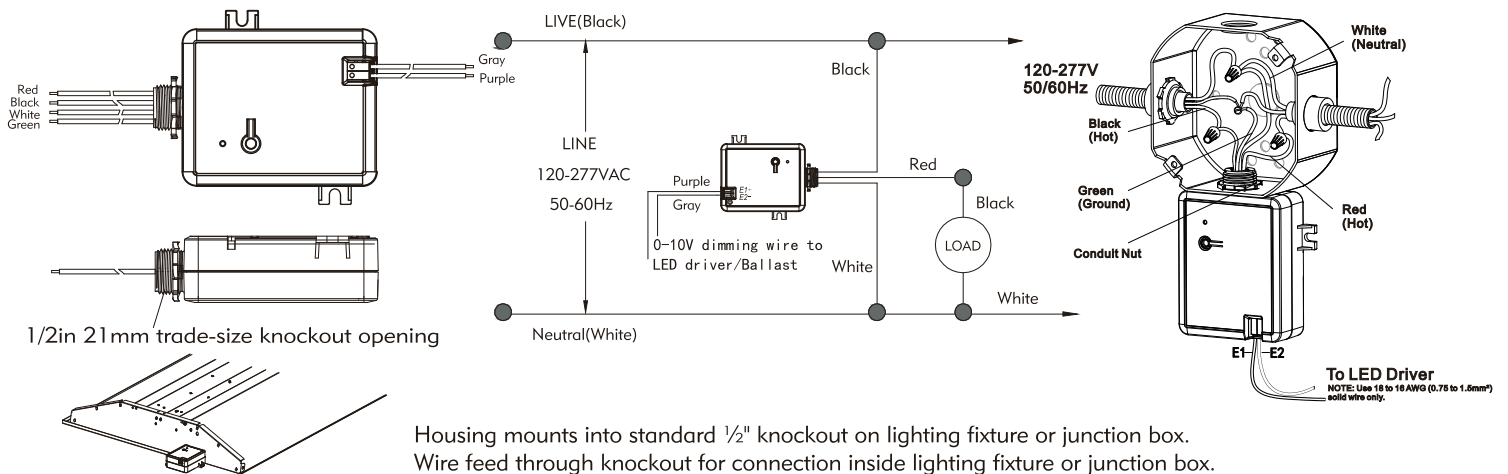 Red
Black
White
Green
Gray
Purple
1/2in 21mm trade-size knockout opening
LIVE(Black)
LINE
120-277VAC
50-60Hz
Neutral(White)
Black
Red
Purple
Gray
E1-
E2-
0-10V dimming wire to
LED driver/Ballast
White
Black
LOAD
White
120-277V
50/60Hz
White
(Neutral)
Black
(Hot)
Green
(Ground)
Red
(Hot)
Conduit Nut
E1
E2
To LED Driver
NOTE: Use 18 to 16 AWG (0.75 to 1.5mm²)
solid wire only.
Housing mounts into standard ½" knockout on lighting fixture or junction box.
Wire feed through knockout for connection inside lighting fixture or junction box.